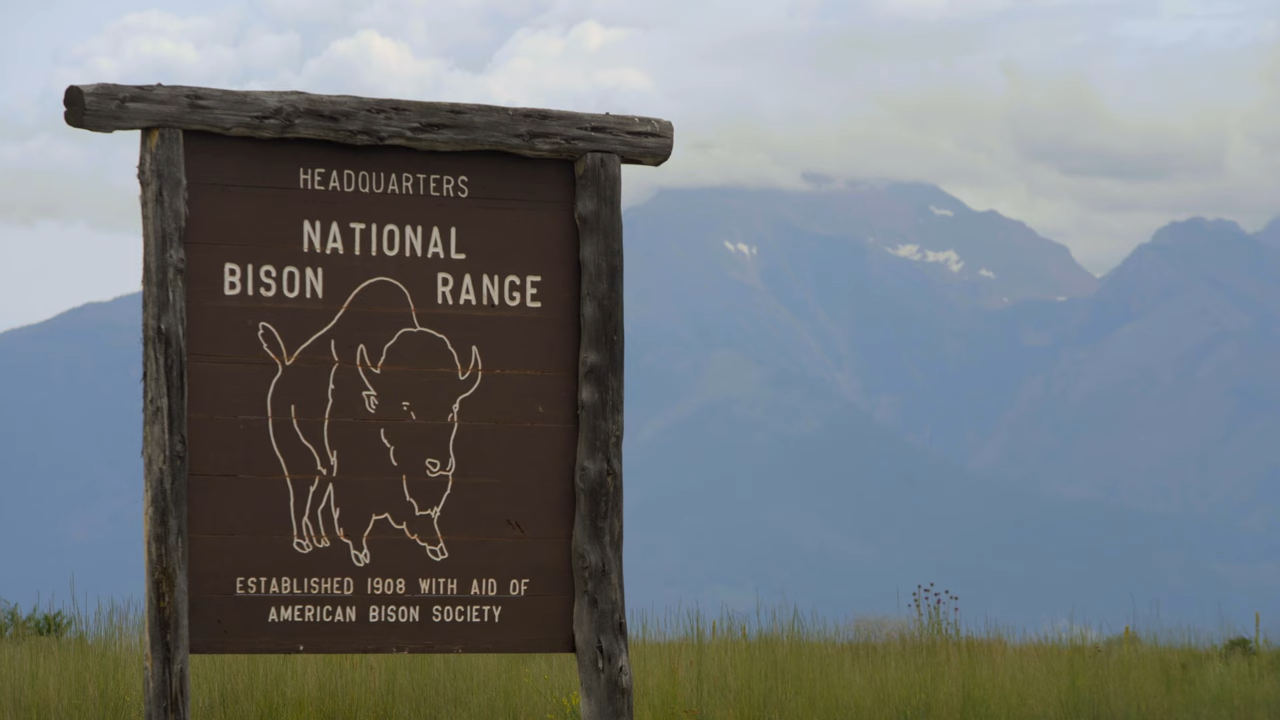 HEADQUARTERS
NATIONAL
BISON RANGE
ESTABLISHED 1908 WITH AID OF
AMERICAN BISON SOCIETY